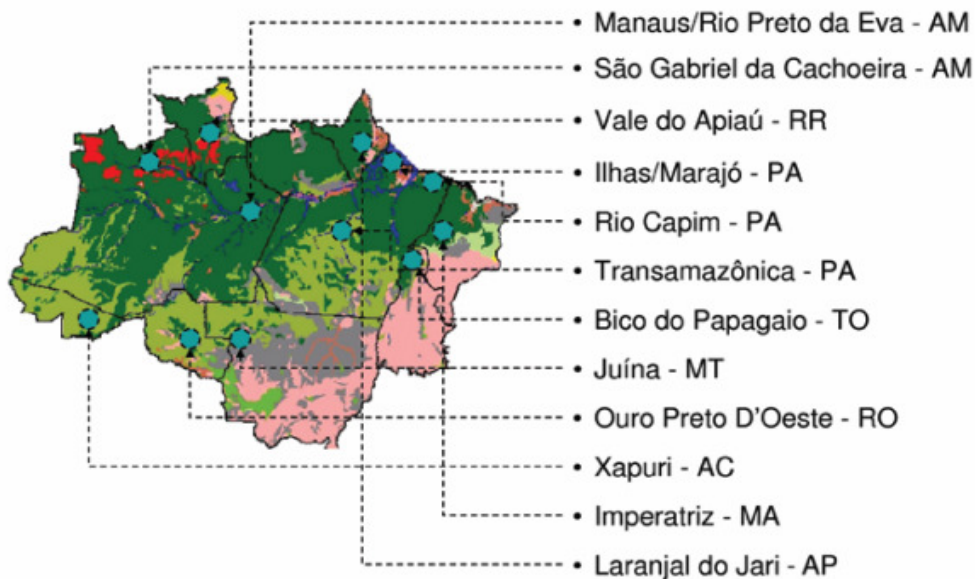 • Manaus/Rio Preto da Eva - AM
• São Gabriel da Cachoeira - AM
• Vale do Apiaú - RR
• Ilhas/Marajó - PA
• Rio Capim - PA
• Transamazônica - PA
• Bico do Papagaio - TO
• Juína - MT
• Ouro Preto D'Oeste - RO
• Xapuri - AC
• Imperatriz - MA
• Laranjal do Jari - AP